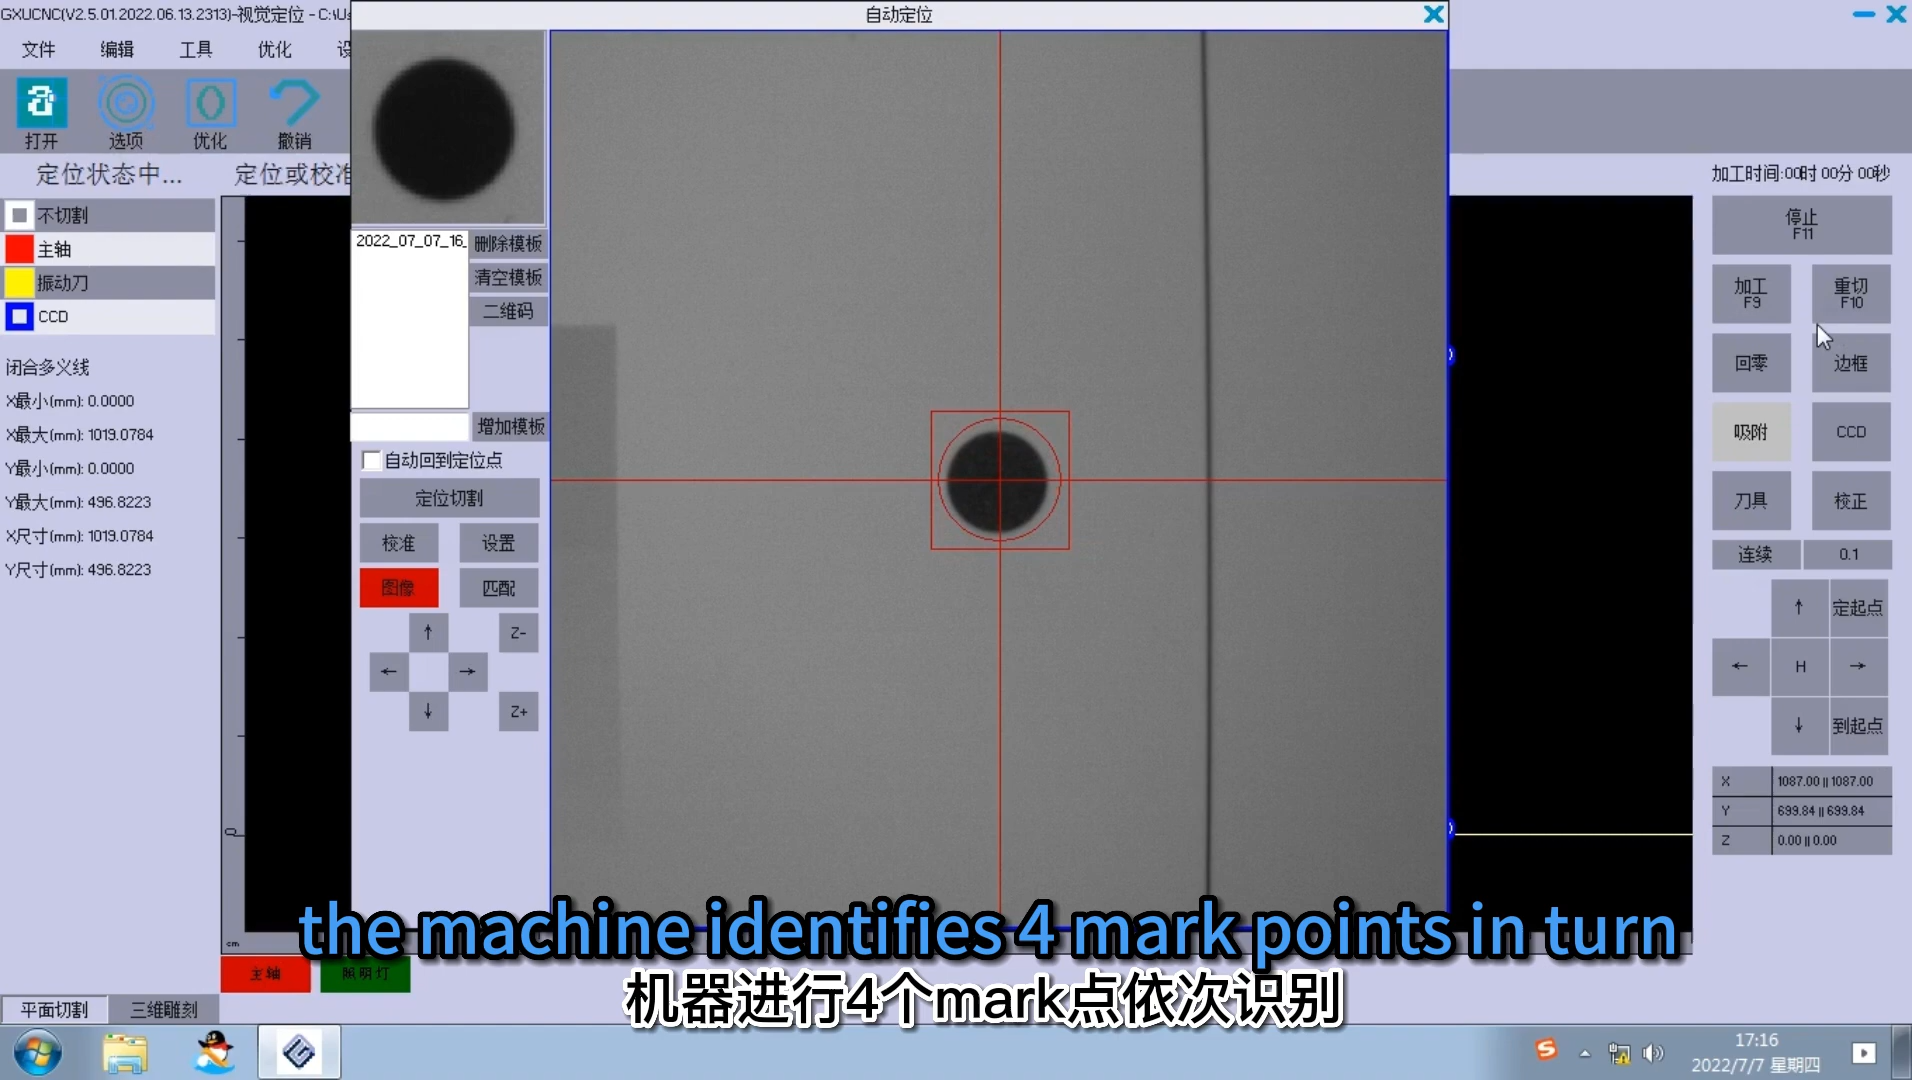 GXUCNC(V2.5.01.2022.06.13.2313)-视觉定位 - C:\U
自动定位
文件 编辑 工具 优化
打开 选项 优化 撤销
定位状态中... 定位或校准
不切割
主轴
振动刀
CCD
闭合多义线
X最小(mm): 0.0000
X最大(mm): 1019.0784
Y最小(mm): 0.0000
Y最大(mm): 496.8223
X尺寸(mm): 1019.0784
Y尺寸(mm): 496.8223
2022_07_07_16_
删除模板
清空模板
二维码
增加模板
自动回到定位点
定位切割
校准 设置
图像 匹配
↑ Z-
← →
↓ Z+
0
cm
主轴 照明灯
平面切割 三维雕刻
加工时间:00时 00分 00秒
停止
F11
加工
F9
重切
F10
回零 边框
吸附 CCD
刀具 校正
连续 0.1
↑ 定起点
← H →
↓ 到起点
X 1087.00 || 1087.00
Y 699.84 || 699.84
Z 0.00 || 0.00
the machine identifies 4 mark points in turn
机器进行4个mark点依次识别
17:16
2022/7/7 星期四